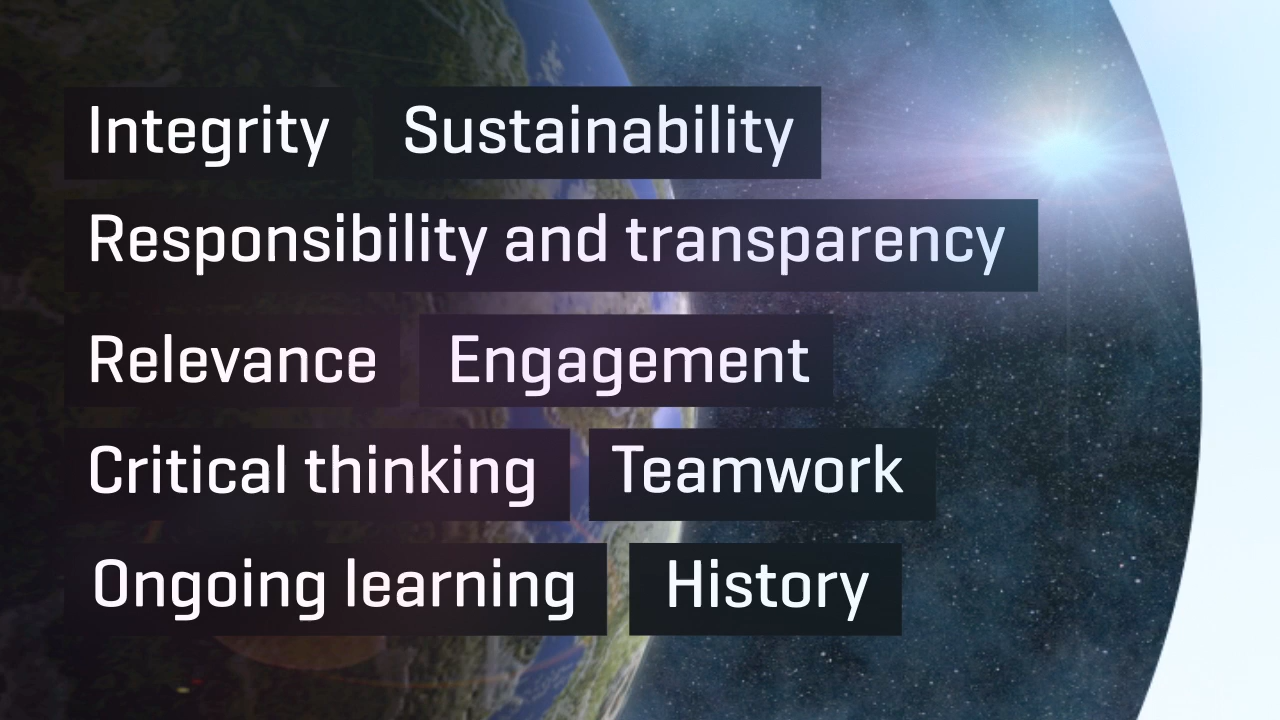 Integrity Sustainability
Responsibility and transparency
Relevance Engagement
Critical thinking Teamwork
Ongoing learning History